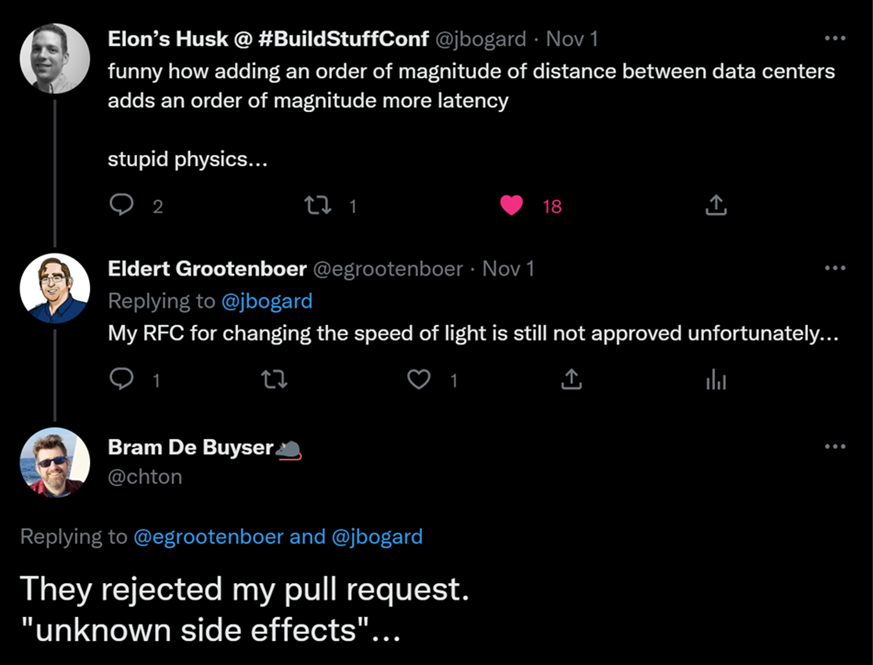 Elon’s Husk @ #BuildStuffConf @jbogard · Nov 1
funny how adding an order of magnitude of distance between data centers
adds an order of magnitude more latency
stupid physics...
2 1 18
Eldert Grootenboer @egrootenboer · Nov 1
Replying to @jbogard
My RFC for changing the speed of light is still not approved unfortunately...
1 1
Bram De Buyser
@chton
Replying to @egrootenboer and @jbogard
They rejected my pull request.
"unknown side effects"...